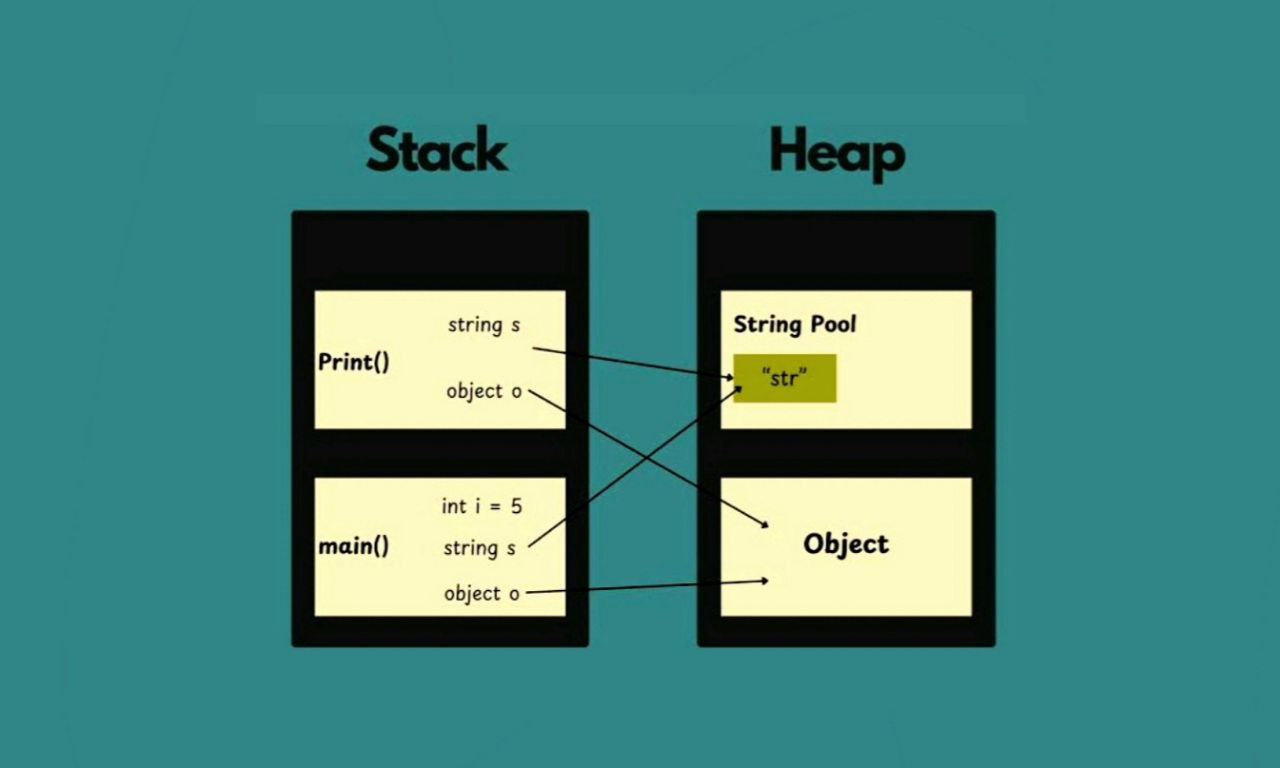 Stack
Heap
string s
Print()
object o
int i = 5
main()
string s
object o
String Pool
“str”
Object